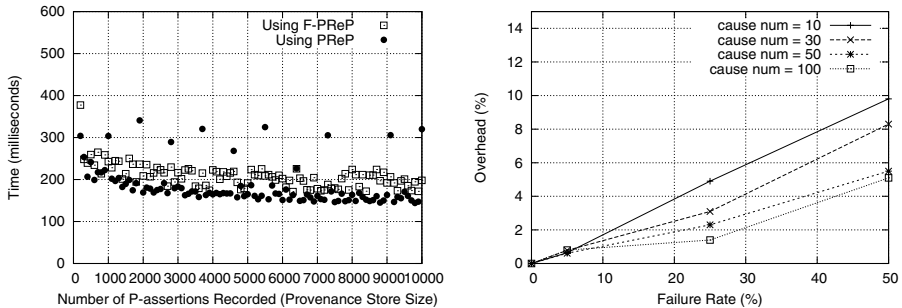 600
500
400
300
200
100
0
Time (milliseconds)
Using F-PReP
Using PReP
0 1000 2000 3000 4000 5000 6000 7000 8000 9000 10000
Number of P-assertions Recorded (Provenance Store Size)
14
12
10
8
6
4
2
0
Overhead (%)
cause num = 10
cause num = 30
cause num = 50
cause num = 100
0 10 20 30 40 50
Failure Rate (%)